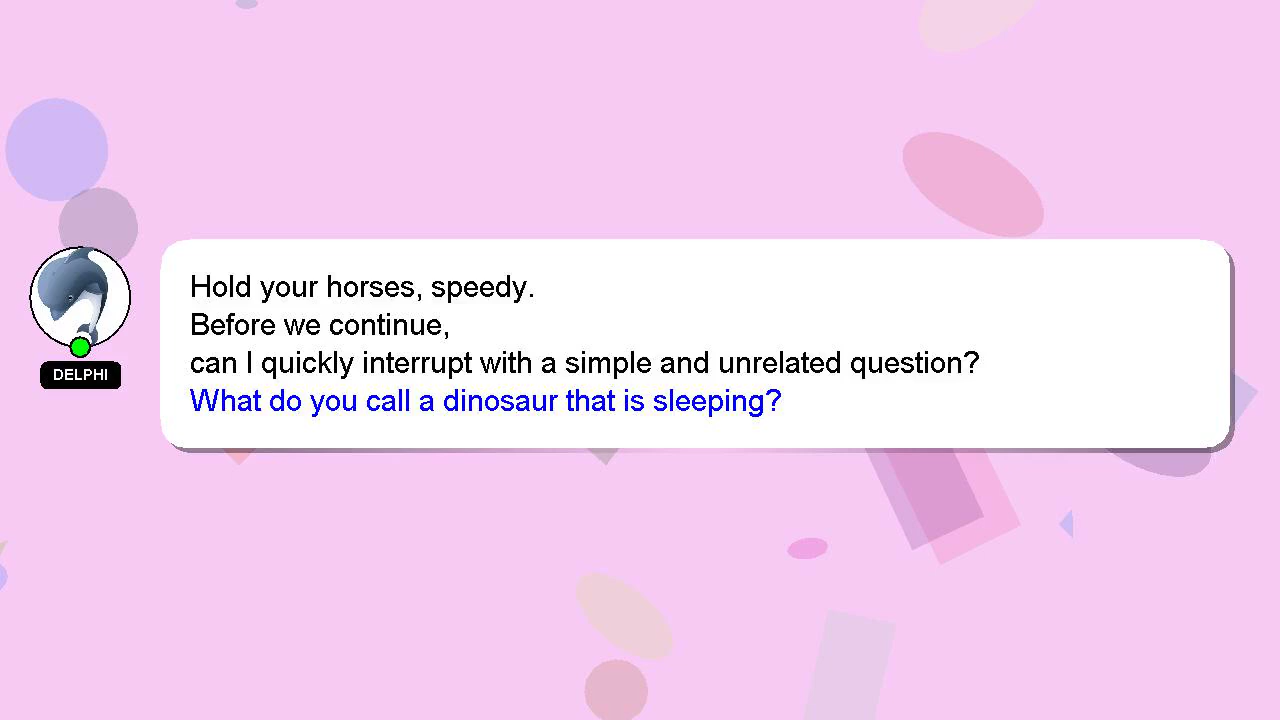 Hold your horses, speedy.
Before we continue,
can I quickly interrupt with a simple and unrelated question?
What do you call a dinosaur that is sleeping?
DELPHI